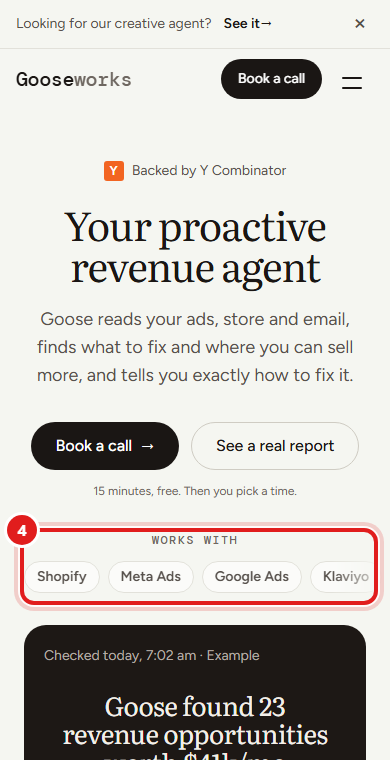 Looking for our creative agent? See it→ ×
Gooseworks
Book a call
Y Backed by Y Combinator
Your proactive
revenue agent
Goose reads your ads, store and email,
finds what to fix and where you can sell
more, and tells you exactly how to fix it.
Book a call →
See a real report
15 minutes, free. Then you pick a time.
4
WORKS WITH
Shopify Meta Ads Google Ads Klaviyo
Checked today, 7:02 am · Example
Goose found 23
revenue opportunities
worth $41k/mo